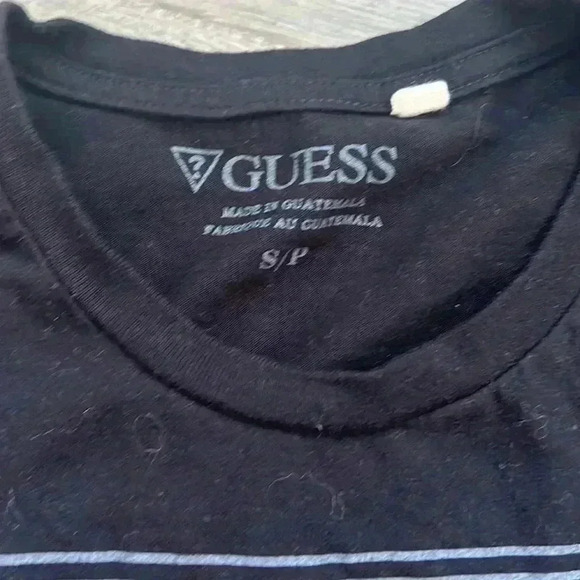 ? GUESS
MADE IN GUATEMALA
FABRIQUE AU GUATEMALA
S/P